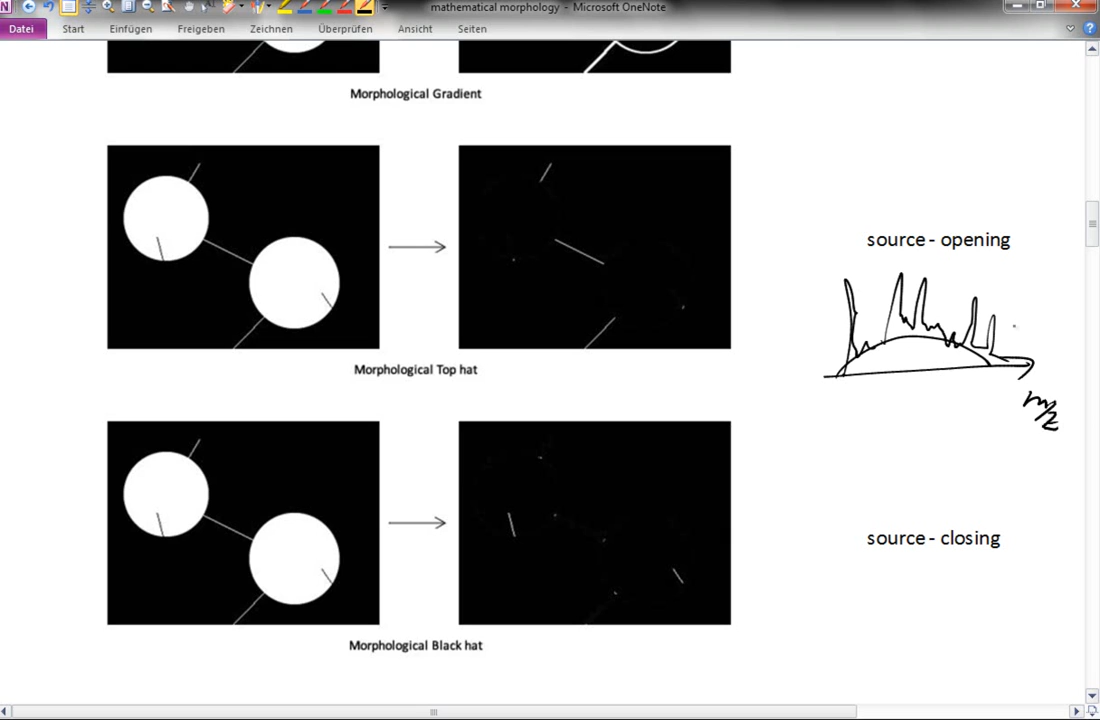 mathematical morphology - Microsoft OneNote
Datei Start Einfügen Freigeben Zeichnen Überprüfen Ansicht Seiten
Morphological Gradient
source - opening
Morphological Top hat
m/z
source - closing
Morphological Black hat